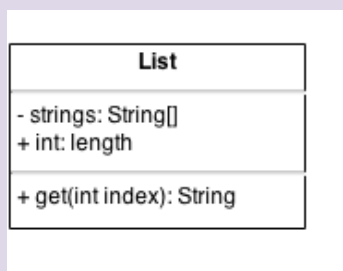 List
- strings: String[]
+ int: length
+ get(int index): String